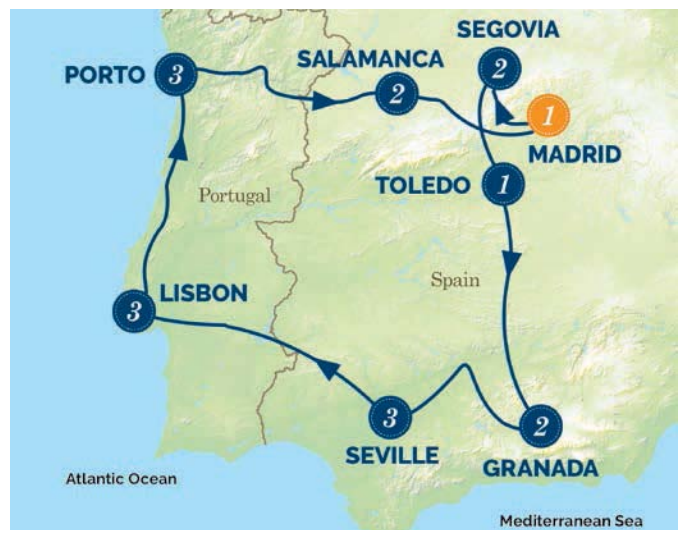 SEGOVIA
2
PORTO
3
SALAMANCA
2
1
MADRID
TOLEDO
1
Portugal
Spain
LISBON
3
3
SEVILLE
2
GRANADA
Atlantic Ocean
Mediterranean Sea